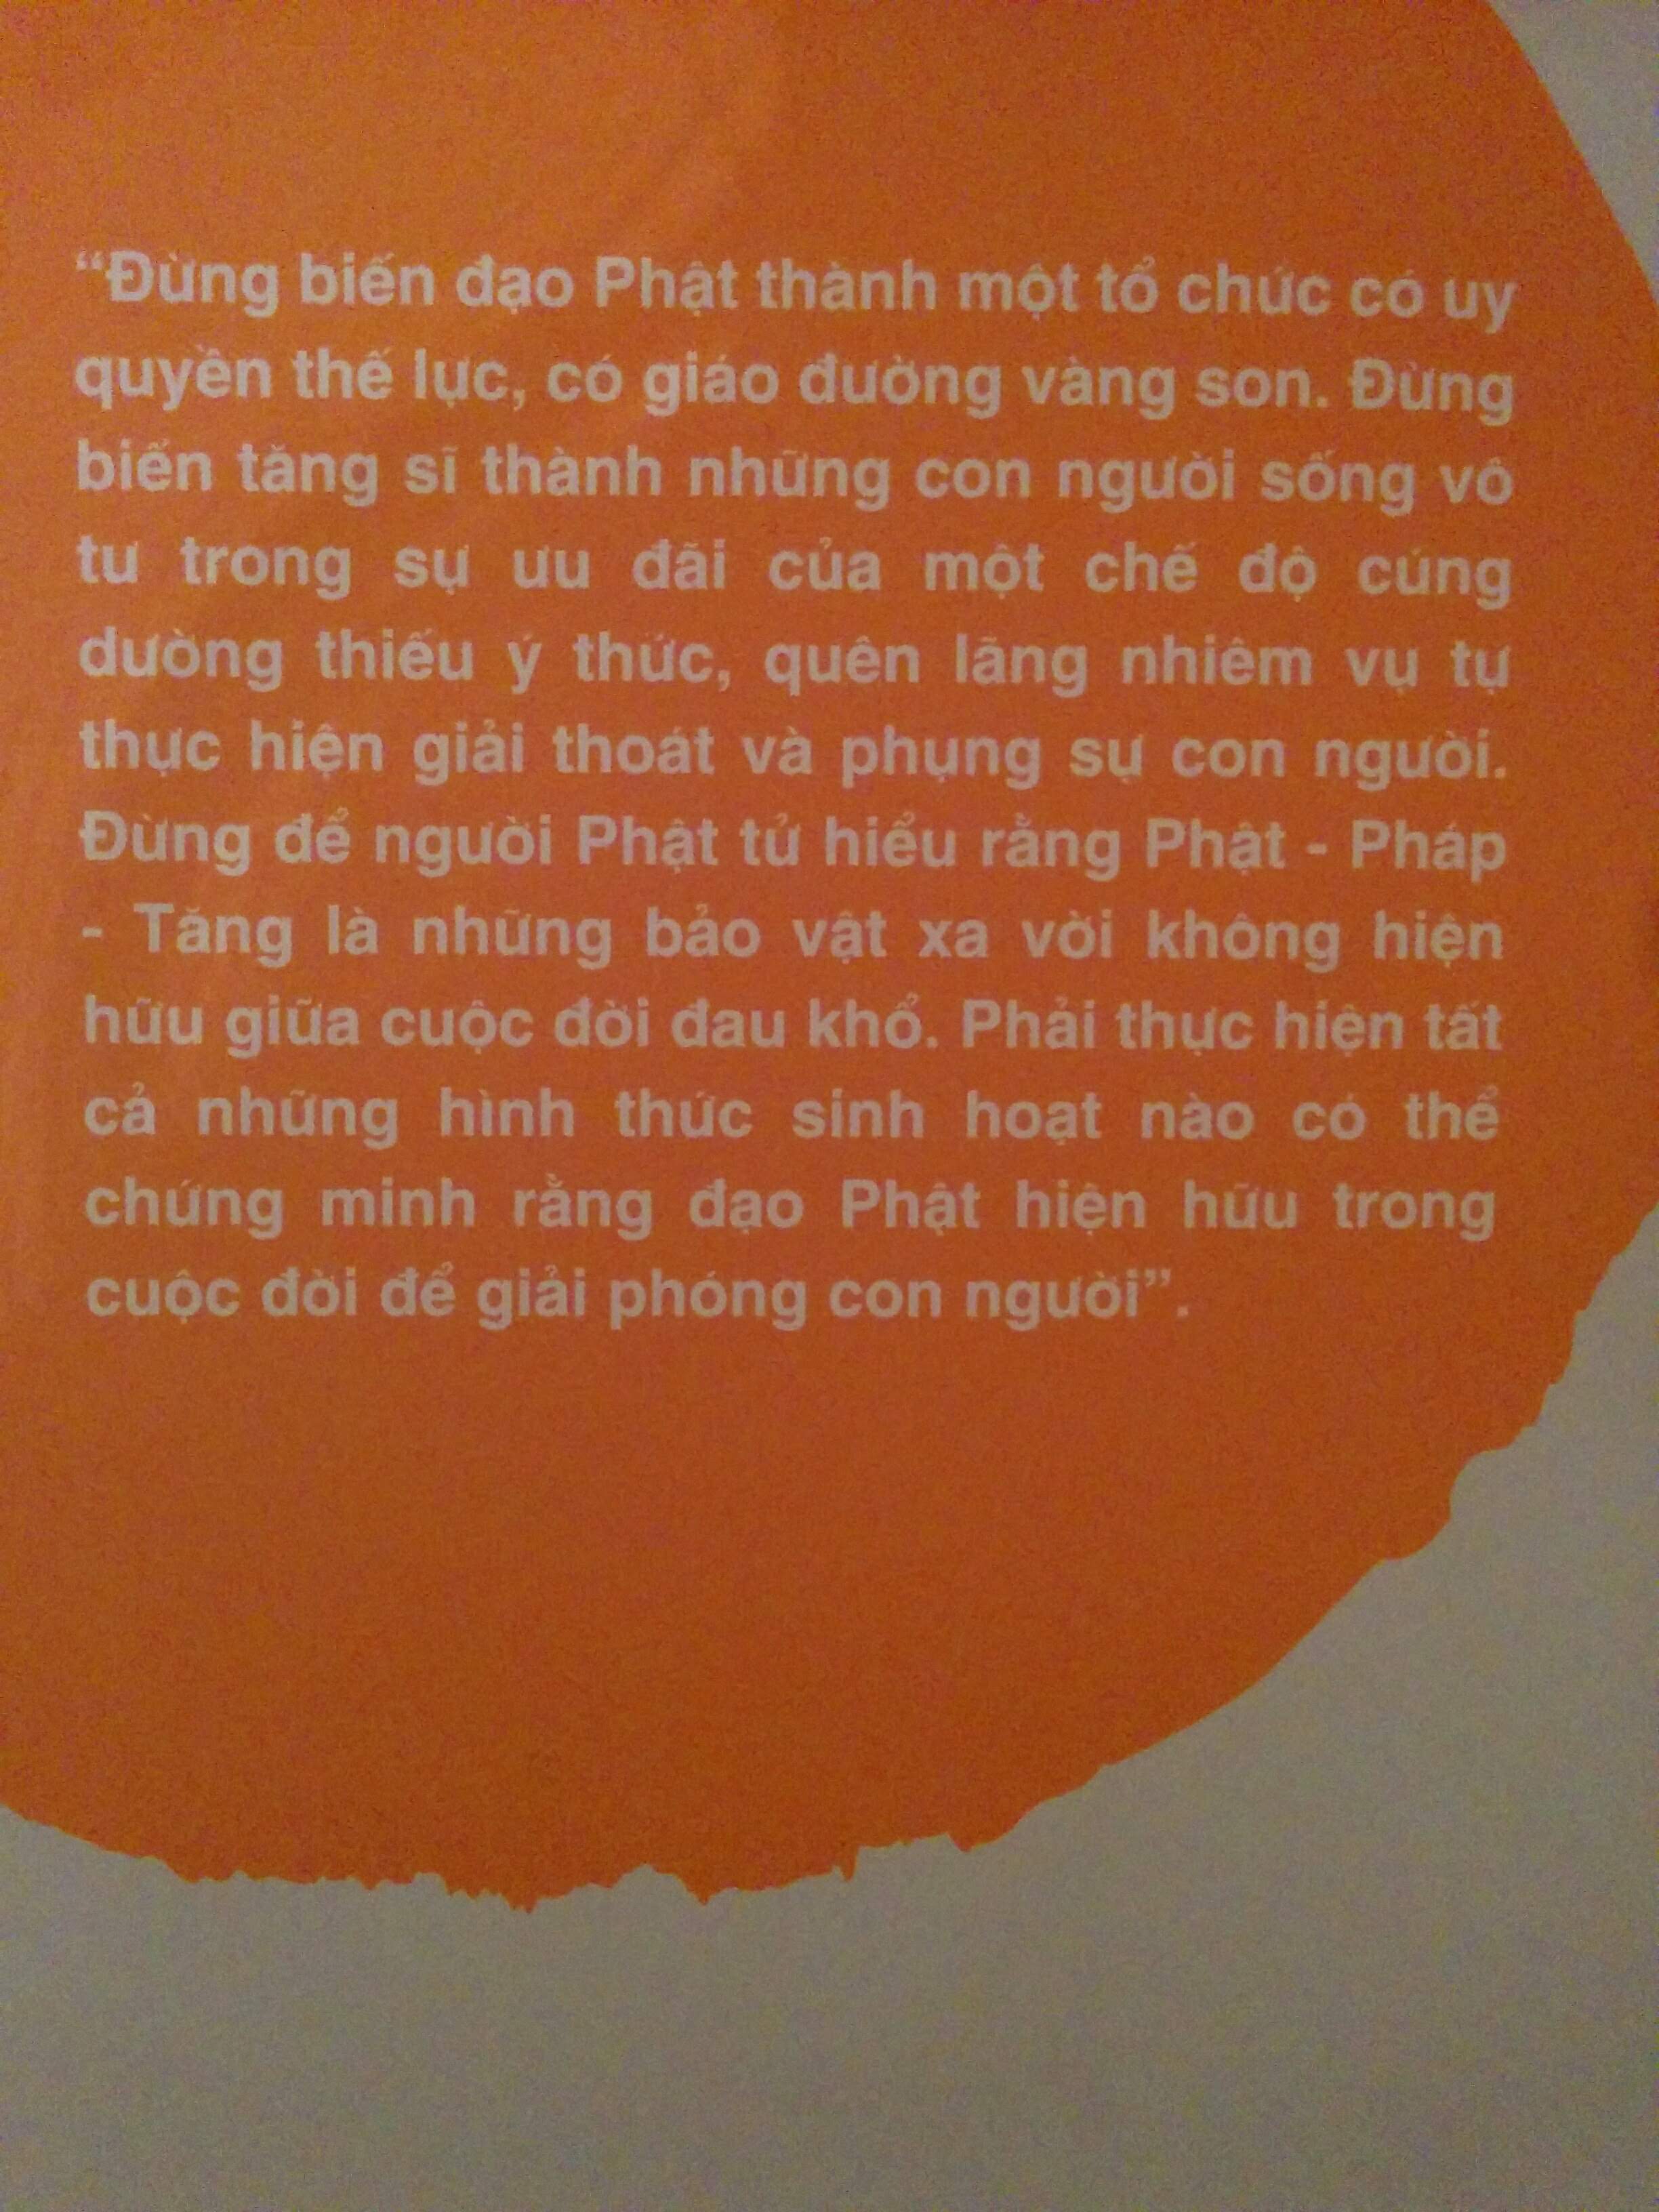 “Đừng biến đạo Phật thành một tổ chức có uy
quyền thế lực, có giáo đường vàng son. Đừng
biến tăng sĩ thành những con người sống vô
tư trong sự ưu đãi của một chế độ cúng
dường thiếu ý thức, quên lãng nhiệm vụ tự
thực hiện giải thoát và phụng sự con người.
Đừng để người Phật tử hiểu rằng Phật - Pháp
- Tăng là những bảo vật xa vời không hiện
hữu giữa cuộc đời đau khổ. Phải thực hiện tất
cả những hình thức sinh hoạt nào có thể
chứng minh rằng đạo Phật hiện hữu trong
cuộc đời để giải phóng con người”.